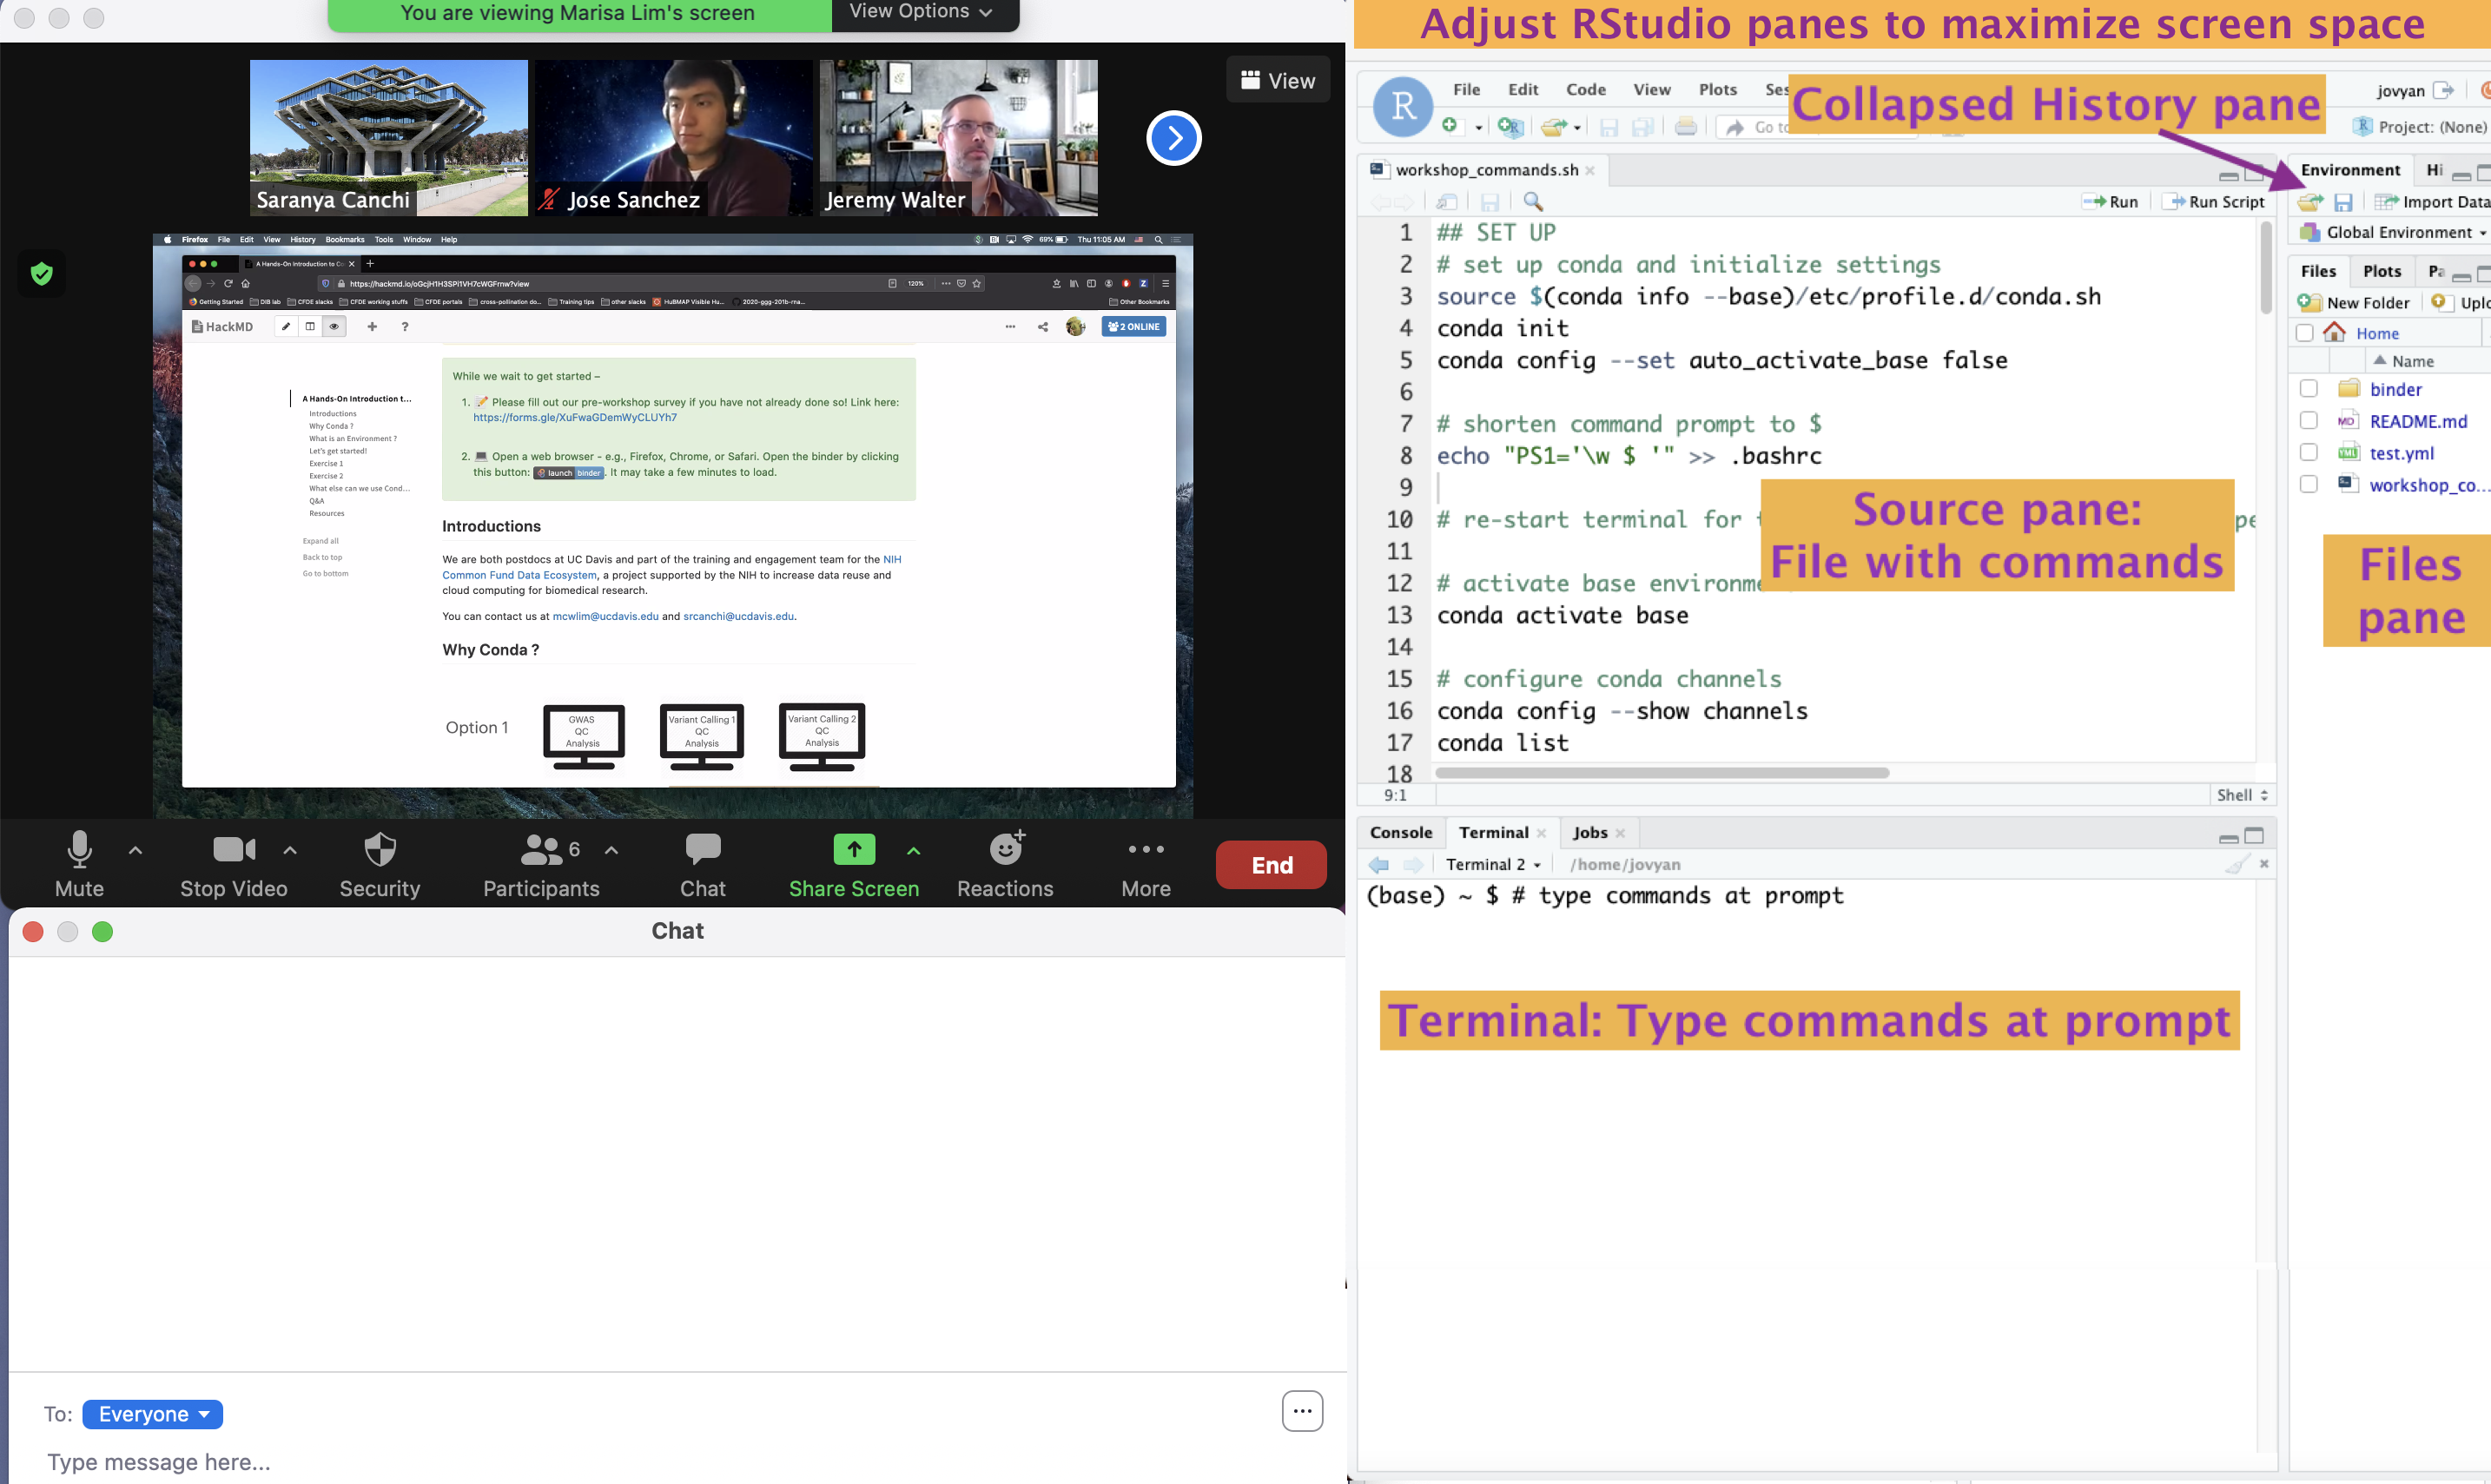 You are viewing Marisa Lim's screen
View Options
View
Saranya Canchi
Jose Sanchez
Jeremy Walter
Firefox File Edit View History Bookmarks Tools Window Help
69% Thu 11:05 AM
A Hands-On Introduction to Co
https://hackmd.io/oGcjH1H3SPi1VH7cWGFrnw?view
120%
Getting Started DIB lab CFDE slacks CFDE working stuffs CFDE portals cross-pollination do... Training tips other slacks HuBMAP Visible Hu... 2020-ggg-201b-rna... Other Bookmarks
HackMD
2 ONLINE
A Hands-On Introduction t...
Introductions
Why Conda ?
What is an Environment ?
Let's get started!
Exercise 1
Exercise 2
What else can we use Cond...
Q&A
Resources
Expand all
Back to top
Go to bottom
While we wait to get started –
1. 📝 Please fill out our pre-workshop survey if you have not already done so! Link here:
https://forms.gle/XuFwaGDemWyCLUYh7
2. 💻 Open a web browser - e.g., Firefox, Chrome, or Safari. Open the binder by clicking
this button: launch binder. It may take a few minutes to load.
Introductions
We are both postdocs at UC Davis and part of the training and engagement team for the NIH
Common Fund Data Ecosystem, a project supported by the NIH to increase data reuse and
cloud computing for biomedical research.
You can contact us at mcwlim@ucdavis.edu and srcanchi@ucdavis.edu.
Why Conda ?
Option 1
GWAS
QC
Analysis
Variant Calling 1
QC
Analysis
Variant Calling 2
QC
Analysis
Mute
Stop Video
Security
6
Participants
Chat
Share Screen
Reactions
More
End
Chat
To: Everyone
Type message here...
Adjust RStudio panes to maximize screen space
R
File Edit Code View Plots Ses
Collapsed History pane
jovyan
Go to
Project: (None)
workshop_commands.sh
Run
Run Script
1 ## SET UP
2 # set up conda and initialize settings
3 source $(conda info --base)/etc/profile.d/conda.sh
4 conda init
5 conda config --set auto_activate_base false
6
7 # shorten command prompt to $
8 echo "PS1='\w $ '" >> .bashrc
9
10 # re-start terminal for
11
12 # activate base environme
13 conda activate base
14
15 # configure conda channels
16 conda config --show channels
17 conda list
18
Source pane:
File with commands
9:1
Shell
Environment Hi
Import Data
Global Environment
Files Plots Pa
New Folder Uplo
Home
Name
binder
README.md
test.yml
workshop_co...
Files
pane
Console Terminal Jobs
Terminal 2 /home/jovyan
(base) ~ $ # type commands at prompt
Terminal: Type commands at prompt